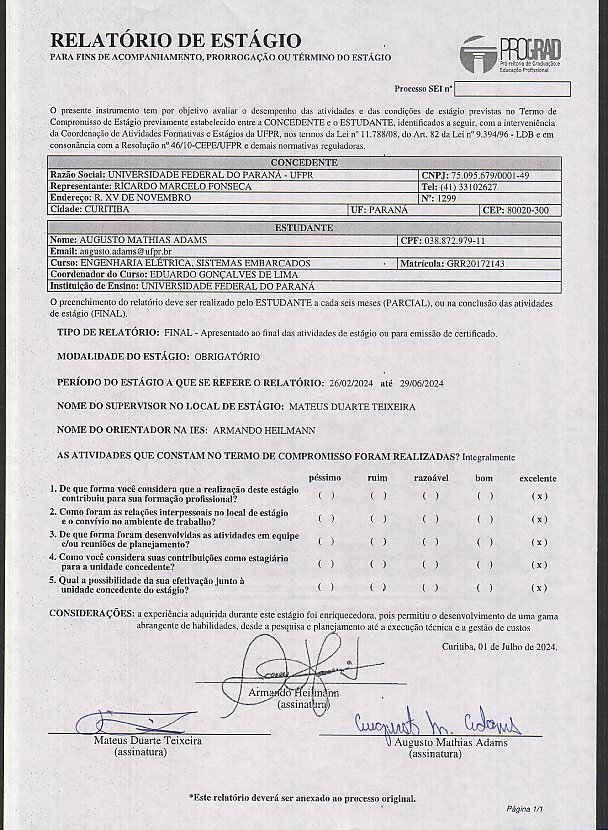 RELATÓRIO DE ESTÁGIO
PARA FINS DE ACOMPANHAMENTO, PRORROGAÇÃO OU TÉRMINO DO ESTÁGIO
PROGRAD
Pró-reitoria de Graduação e
Educação Profissional
Processo SEI nº
O presente instrumento tem por objetivo avaliar o desempenho das atividades e das condições de estágio previstas no Termo de
Compromisso de Estágio previamente estabelecido entre a CONCEDENTE e o ESTUDANTE, identificados a seguir, com a interveniência
da Coordenação de Atividades Formativas e Estágios da UFPR, nos termos da Lei nº 11.788/08, do Art. 82 da Lei nº 9.394/96 - LDB e em
consonância com a Resolução nº 46/10-CEPE/UFPR e demais normativas reguladoras.
CONCEDENTE
Razão Social: UNIVERSIDADE FEDERAL DO PARANÁ - UFPR CNPJ: 75.095.679/0001-49
Representante: RICARDO MARCELO FONSECA Tel: (41) 33102627
Endereço: R. XV DE NOVEMBRO Nº: 1299
Cidade: CURITIBA UF: PARANÁ CEP: 80020-300
ESTUDANTE
Nome: AUGUSTO MATHIAS ADAMS CPF: 038.872.979-11
Email: augusto.adams@ufpr.br
Curso: ENGENHARIA ELÉTRICA, SISTEMAS EMBARCADOS Matrícula: GRR20172143
Coordenador do Curso: EDUARDO GONÇALVES DE LIMA
Instituição de Ensino: UNIVERSIDADE FEDERAL DO PARANÁ
O preenchimento do relatório deve ser realizado pelo ESTUDANTE a cada seis meses (PARCIAL), ou na conclusão das atividades
de estágio (FINAL).
TIPO DE RELATÓRIO: FINAL - Apresentado ao final das atividades de estágio ou para emissão de certificado.
MODALIDADE DO ESTÁGIO: OBRIGATÓRIO
PERÍODO DO ESTÁGIO A QUE SE REFERE O RELATÓRIO: 26/02/2024 até 29/06/2024
NOME DO SUPERVISOR NO LOCAL DE ESTÁGIO: MATEUS DUARTE TEIXEIRA
NOME DO ORIENTADOR NA IES: ARMANDO HEILMANN
AS ATIVIDADES QUE CONSTAM NO TERMO DE COMPROMISSO FORAM REALIZADAS? Integralmente
péssimo ruim razoável bom excelente
1. De que forma você considera que a realização deste estágio
contribuiu para sua formação profissional? ( ) ( ) ( ) ( ) (x)
2. Como foram as relações interpessoais no local de estágio
e o convívio no ambiente de trabalho? ( ) ( ) ( ) ( ) (x)
3. De que forma foram desenvolvidas as atividades em equipe
e/ou reuniões de planejamento? ( ) ( ) ( ) ( ) (x)
4. Como você considera suas contribuições como estagiário
para a unidade concedente? ( ) ( ) ( ) ( ) (x)
5. Qual a possibilidade da sua efetivação junto à
unidade concedente do estágio? ( ) ( ) ( ) ( ) (x)
CONSIDERAÇÕES: a experiência adquirida durante este estágio foi enriquecedora, pois permitiu o desenvolvimento de uma gama
abrangente de habilidades, desde a pesquisa e planejamento até a execução técnica e a gestão de custos
Curitiba, 01 de Julho de 2024.
Armando Heilmann
(assinatura)
Augusto M. Adams
Mateus Duarte Teixeira
(assinatura)
Augusto Mathias Adams
(assinatura)
*Este relatório deverá ser anexado ao processo original.
Página 1/1